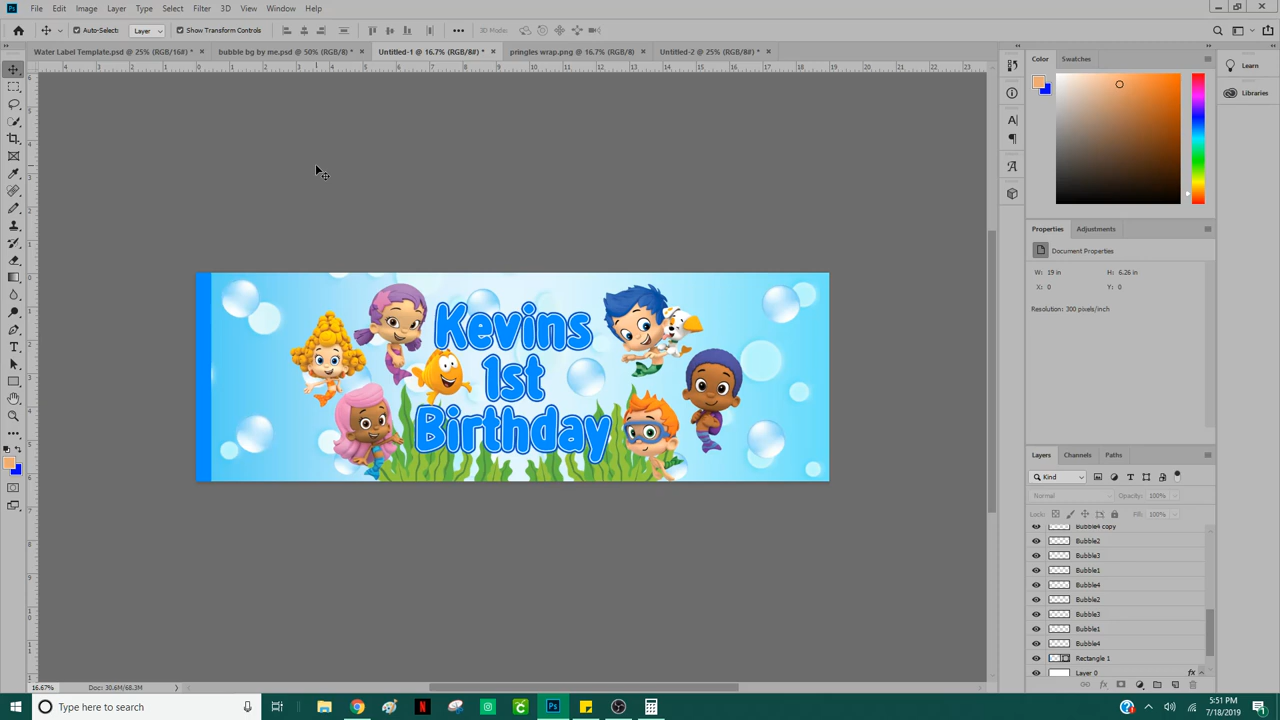 Ps File Edit Image Layer Type Select Filter 3D View Window Help
Auto-Select: Layer Show Transform Controls 3D Mode:
Water Label Template.psd @ 25% (RGB/16#) * × bubble bg by me.psd @ 50% (RGB/8) * × Untitled-1 @ 16.7% (RGB/8#) * × pringles wrap.png @ 16.7% (RGB/8) × Untitled-2 @ 25% (RGB/8#) * ×
Color Swatches
Learn
Libraries
Properties Adjustments
Document Properties
W: 19 in H: 6.26 in
X: 0 Y: 0
Resolution: 300 pixels/inch
Kevins
1st
Birthday
Layers Channels Paths
Kind
Normal Opacity: 100%
Lock: Fill: 100%
Bubble4 copy
Bubble2
Bubble3
Bubble1
Bubble4
Bubble2
Bubble3
Bubble1
Bubble4
Rectangle 1
Layer 0 fx
16.67% Doc: 30.6M/68.3M
Type here to search
5:51 PM
7/18/2019